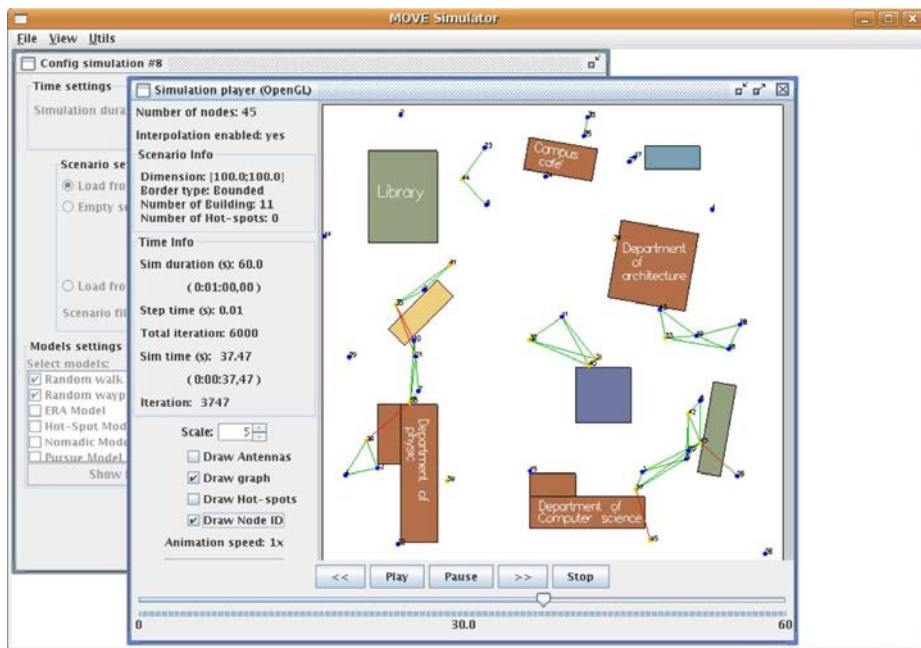 MOVE Simulator
File View Utils
Config simulation #8
Time settings
Simulation dura
Scenario se
Load fro
Empty s
Load fro
Scenario fil
Models settings
Select models:
Random walk
Random wayp
ERA Model
Hot-Spot Mod
Nomadic Mode
Pursue Model
Show
Simulation player (OpenGL)
Number of nodes: 45
Interpolation enabled: yes
Scenario Info
Dimension: [100.0;100.0]
Border type: Bounded
Number of Building: 11
Number of Hot-spots: 0
Time Info
Sim duration (s): 60.0
( 0:01:00,00 )
Step time (s): 0.01
Total iteration: 6000
Sim time (s): 37.47
( 0:00:37,47 )
Iteration: 3747
Scale: 5
Draw Antennas
Draw graph
Draw Hot-spots
Draw Node ID
Animation speed: 1x
Library
Campus
cafe'
Department
of
architecture
Department of
physic
Department of
Computer science
<< Play Pause >> Stop
0 30.0 60